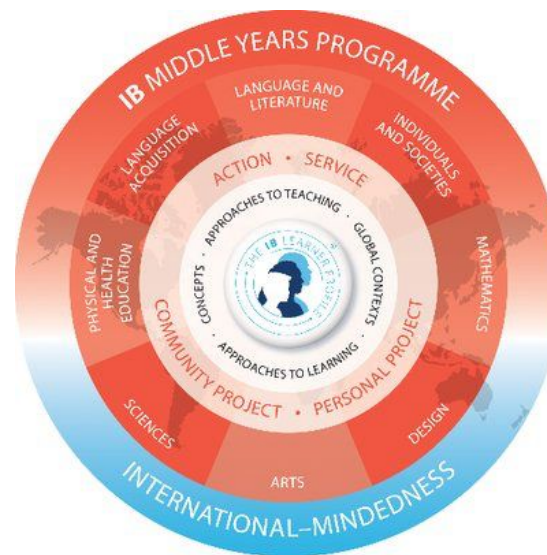 IB MIDDLE YEARS PROGRAMME
LANGUAGE AND
LITERATURE
INDIVIDUALS
AND SOCIETIES
MATHEMATICS
DESIGN
ARTS
SCIENCES
PHYSICAL AND
HEALTH
EDUCATION
LANGUAGE
ACQUISITION
ACTION • SERVICE
PERSONAL PROJECT
COMMUNITY PROJECT •
APPROACHES TO TEACHING ·
GLOBAL CONTEXTS
APPROACHES TO LEARNING ·
CONCEPTS ·
THE IB LEARNER PROFILE
INTERNATIONAL–MINDEDNESS